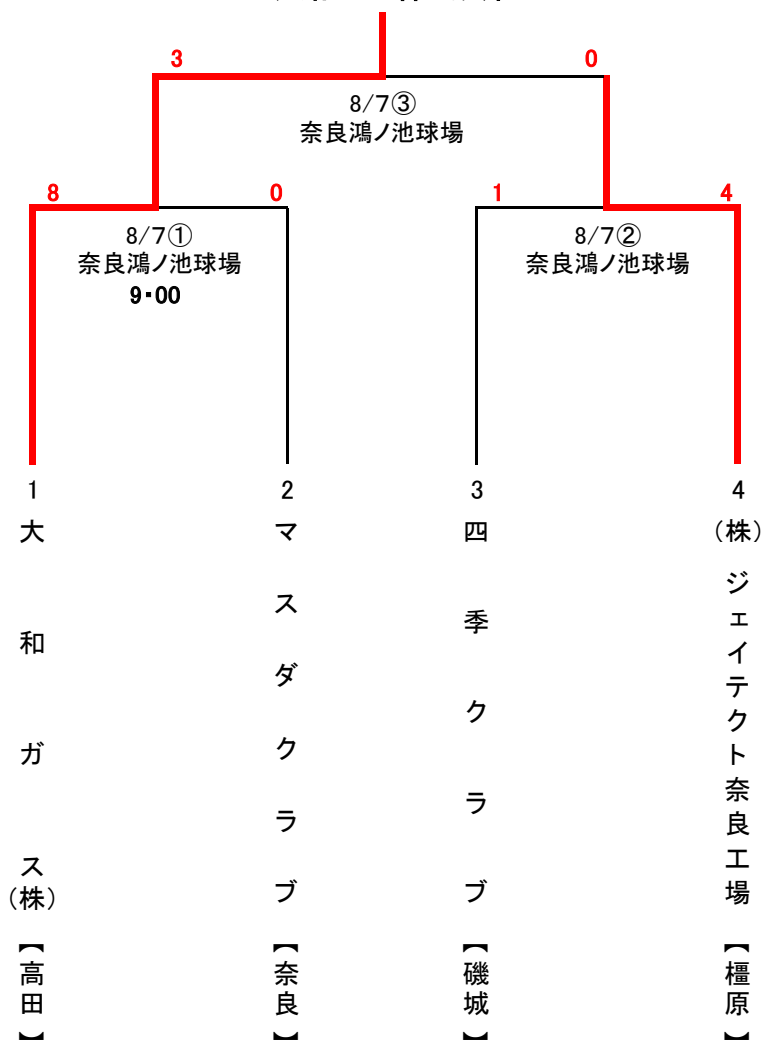 3
0
8/7③
奈良鴻ノ池球場
8
0
1
4
8/7①
奈良鴻ノ池球場
9:00
8/7②
奈良鴻ノ池球場
1
2
3
4
大和ガス(株)
【高田】
マスダクラブ
【奈良】
四季クラブ
【磯城】
(株)ジェイテクト奈良工場
【橿原】